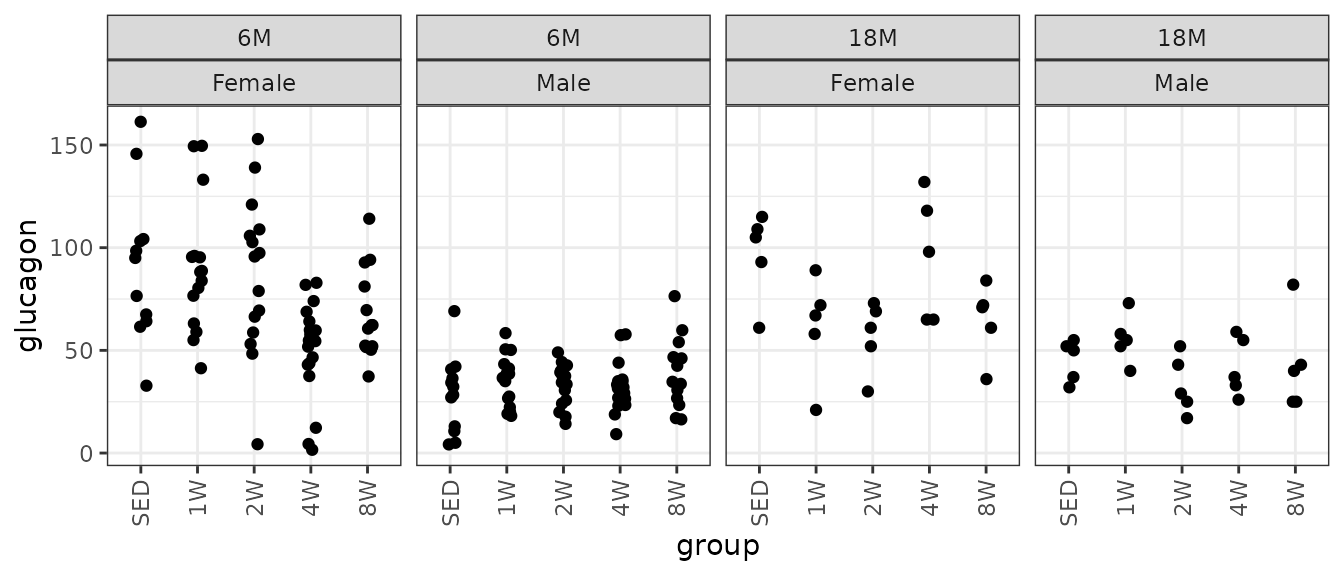 6M 6M 18M 18M
Female Male Female Male
glucagon
150
100
50
0
SED 1W 2W 4W 8W SED 1W 2W 4W 8W SED 1W 2W 4W 8W SED 1W 2W 4W 8W
group